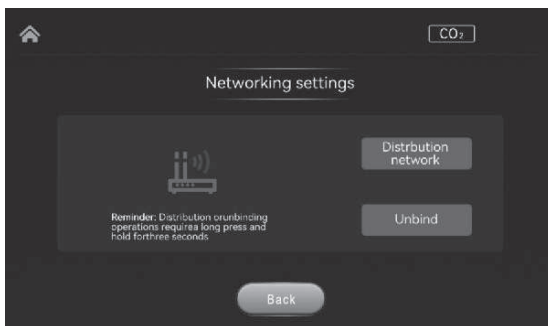 CO₂
Networking settings
Distrbution
network
Reminder: Distribution orunbinding
operations requirea long press and
hold forthree seconds
Unbind
Back